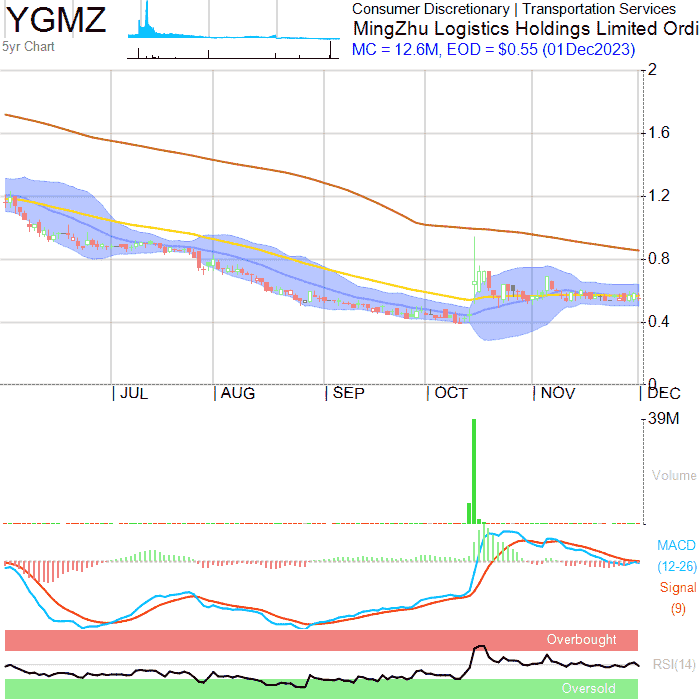 YGMZ
5yr Chart
Consumer Discretionary | Transportation Services
MingZhu Logistics Holdings Limited Ordi
MC = 12.6M, EOD = $0.55 (01Dec2023)
2
1.6
1.2
0.8
0.4
0
JUL
AUG
SEP
OCT
NOV
DEC
39M
Volume
MACD
(12-26)
Signal
(9)
Overbought
RSI(14)
Oversold